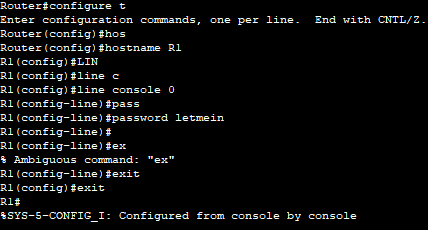 Router#configure t
Enter configuration commands, one per line.  End with CNTL/Z.
Router(config)#hos
Router(config)#hostname R1
R1(config)#LIN
R1(config)#line c
R1(config)#line console 0
R1(config-line)#pass
R1(config-line)#password letmein
R1(config-line)#
R1(config-line)#ex
% Ambiguous command: "ex"
R1(config-line)#exit
R1(config)#exit
R1#
%SYS-5-CONFIG_I: Configured from console by console